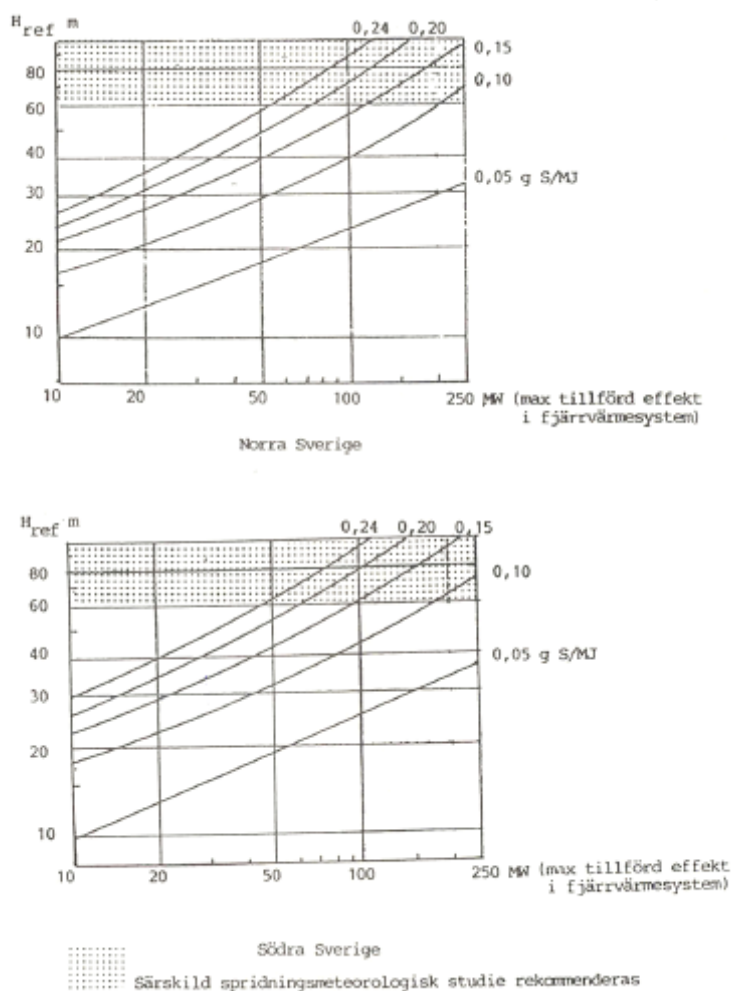 H ref m
0,24 0,20
0,15
0,10
80
60
40
30
0,05 g S/MJ
20
10
10 20 50 100 250 MW (max tillförd effekt
i fjärrvärmesystem)
Norra Sverige
H ref m
0,24 0,20 0,15
0,10
80
60
40
0,05 g S/MJ
30
20
10
10 20 50 100 250 MW (max tillförd effekt
i fjärrvärmesystem)
Södra Sverige
Särskild spridningsmeteorologisk studie rekommenderas